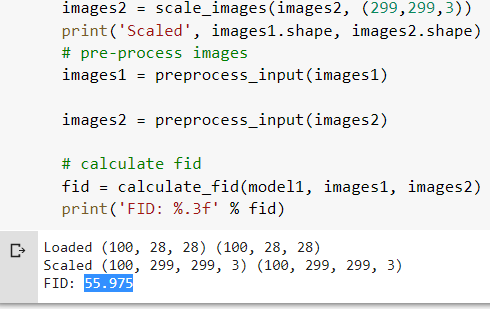 images2 = scale_images(images2, (299,299,3))
print('Scaled', images1.shape, images2.shape)
# pre-process images
images1 = preprocess_input(images1)
images2 = preprocess_input(images2)
# calculate fid
fid = calculate_fid(model1, images1, images2)
print('FID: %.3f' % fid)
Loaded (100, 28, 28) (100, 28, 28)
Scaled (100, 299, 299, 3) (100, 299, 299, 3)
FID: 55.975